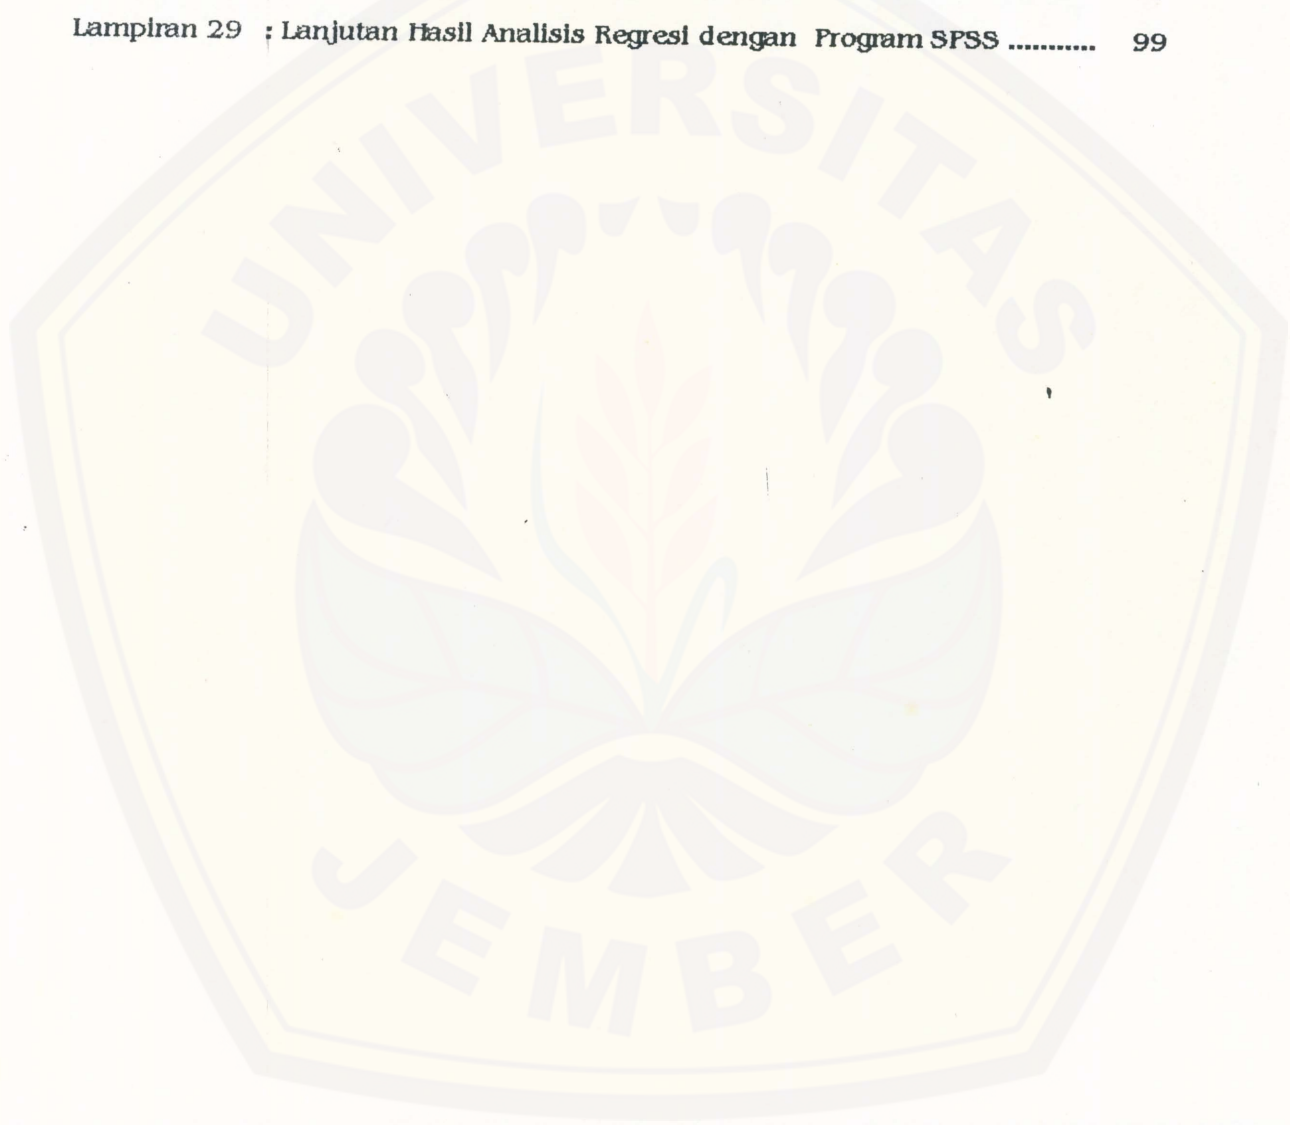 Lampiran 29 : Lanjutan Hasil Analisis Regresi dengan Program SPSS ........... 99
UNIVERSITAS
JEMBER